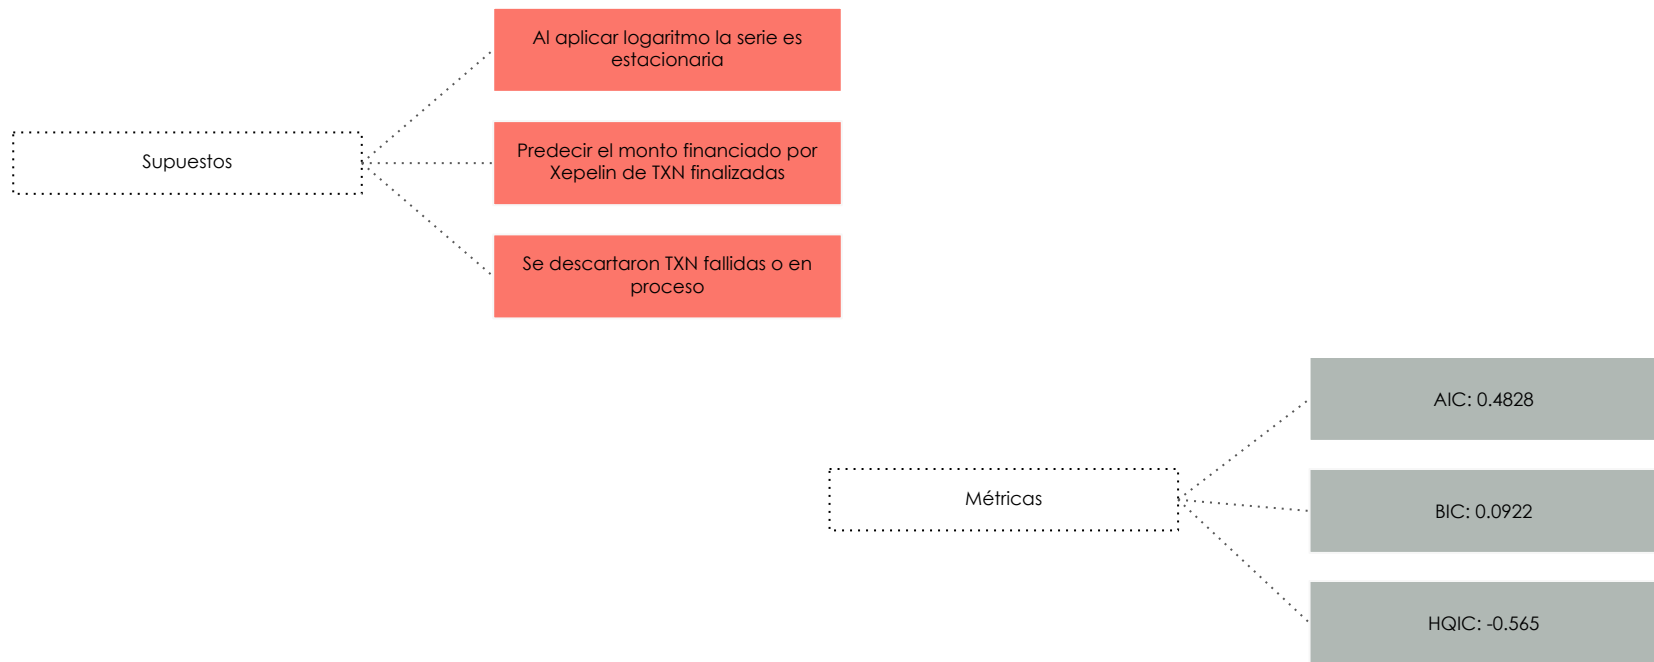 Supuestos
Al aplicar logaritmo la serie es
estacionaria
Predecir el monto financiado por
Xepelin de TXN finalizadas
Se descartaron TXN fallidas o en
proceso
Métricas
AIC: 0.4828
BIC: 0.0922
HQIC: -0.565